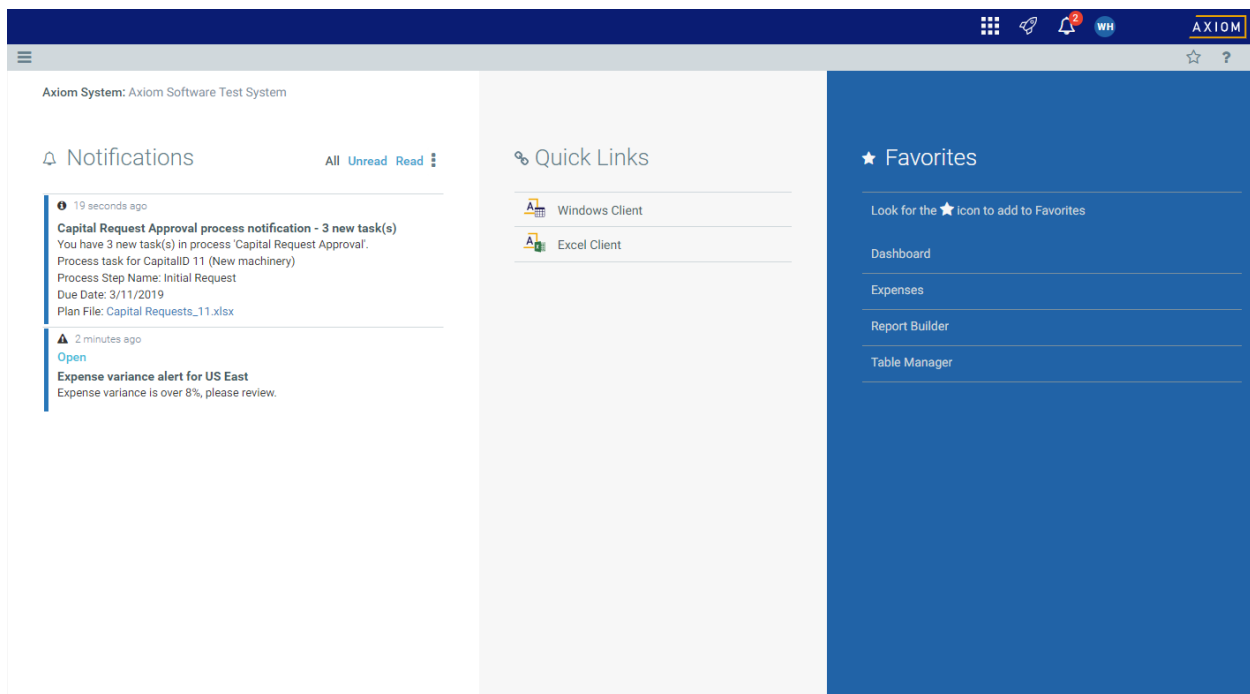 2
WH
AXIOM
?
Axiom System: Axiom Software Test System
Notifications
All Unread Read
19 seconds ago
Capital Request Approval process notification - 3 new task(s)
You have 3 new task(s) in process 'Capital Request Approval'.
Process task for CapitalID 11 (New machinery)
Process Step Name: Initial Request
Due Date: 3/11/2019
Plan File: Capital Requests_11.xlsx
2 minutes ago
Open
Expense variance alert for US East
Expense variance is over 8%, please review.
Quick Links
Windows Client
Excel Client
Favorites
Look for the icon to add to Favorites
Dashboard
Expenses
Report Builder
Table Manager